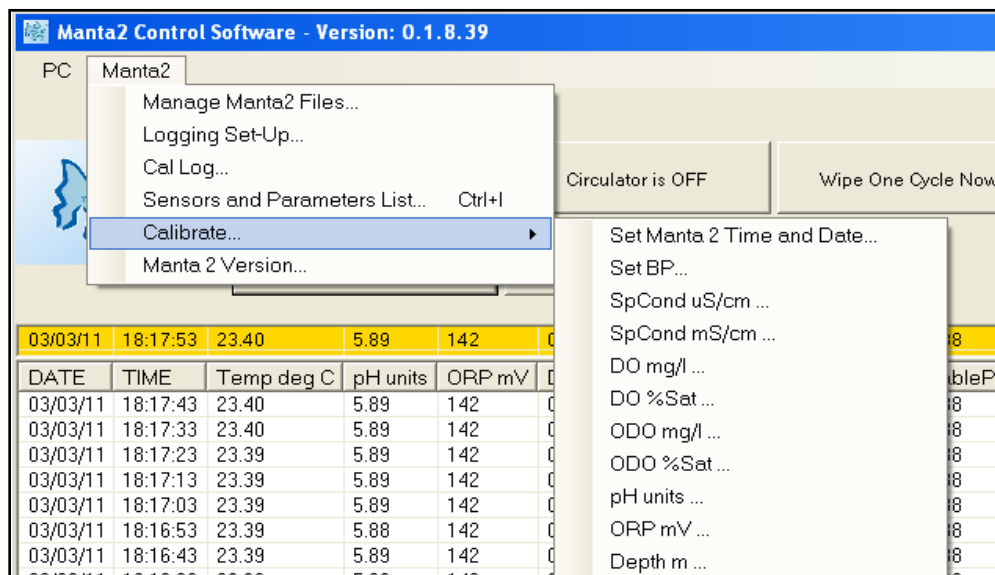 Manta2 Control Software - Version: 0.1.8.39
PC Manta2
Manage Manta2 Files...
Logging Set-Up...
Cal Log...
Sensors and Parameters List... Ctrl+I
Calibrate...
Manta 2 Version...
Circulator is OFF Wipe One Cycle Now
Set Manta 2 Time and Date...
Set BP...
SpCond uS/cm ...
SpCond mS/cm ...
DO mg/l ...
DO %Sat ...
ODO mg/l ...
ODO %Sat ...
pH units ...
ORP mV ...
Depth m ...
03/03/11 18:17:53 23.40 5.89 142
DATE TIME Temp deg C pH units ORP mV
03/03/11 18:17:43 23.40 5.89 142
03/03/11 18:17:33 23.40 5.89 142
03/03/11 18:17:23 23.39 5.89 142
03/03/11 18:17:13 23.39 5.89 142
03/03/11 18:17:03 23.39 5.89 142
03/03/11 18:16:53 23.39 5.88 142
03/03/11 18:16:43 23.39 5.89 142